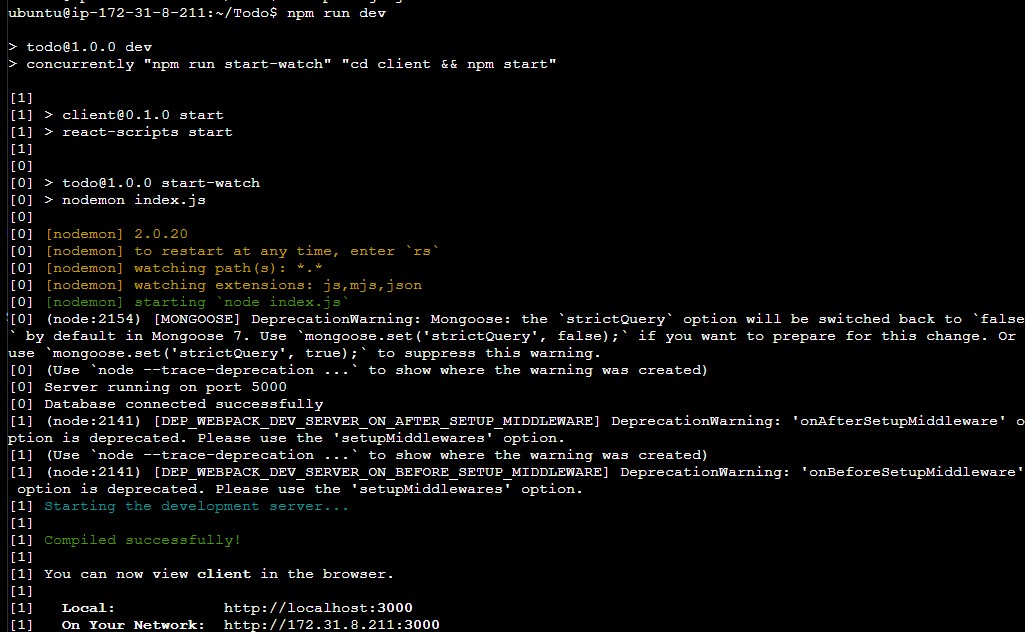 ubuntu@ip-172-31-8-211:~/Todo$ npm run dev
> todo@1.0.0 dev
> concurrently "npm run start-watch" "cd client && npm start"
[1]
[1] > client@0.1.0 start
[1] > react-scripts start
[1]
[0]
[0] > todo@1.0.0 start-watch
[0] > nodemon index.js
[0]
[0] [nodemon] 2.0.20
[0] [nodemon] to restart at any time, enter `rs`
[0] [nodemon] watching path(s): *.*
[0] [nodemon] watching extensions: js,mjs,json
[0] [nodemon] starting `node index.js`
[0] (node:2154) [MONGOOSE] DeprecationWarning: Mongoose: the `strictQuery` option will be switched back to `false
` by default in Mongoose 7. Use `mongoose.set('strictQuery', false);` if you want to prepare for this change. Or
use `mongoose.set('strictQuery', true);` to suppress this warning.
[0] (Use `node --trace-deprecation ...` to show where the warning was created)
[0] Server running on port 5000
[0] Database connected successfully
[1] (node:2141) [DEP_WEBPACK_DEV_SERVER_ON_AFTER_SETUP_MIDDLEWARE] DeprecationWarning: 'onAfterSetupMiddleware' o
ption is deprecated. Please use the 'setupMiddlewares' option.
[1] (Use `node --trace-deprecation ...` to show where the warning was created)
[1] (node:2141) [DEP_WEBPACK_DEV_SERVER_ON_BEFORE_SETUP_MIDDLEWARE] DeprecationWarning: 'onBeforeSetupMiddleware'
option is deprecated. Please use the 'setupMiddlewares' option.
[1] Starting the development server...
[1]
[1] Compiled successfully!
[1]
[1] You can now view client in the browser.
[1]
[1] Local: http://localhost:3000
[1] On Your Network: http://172.31.8.211:3000